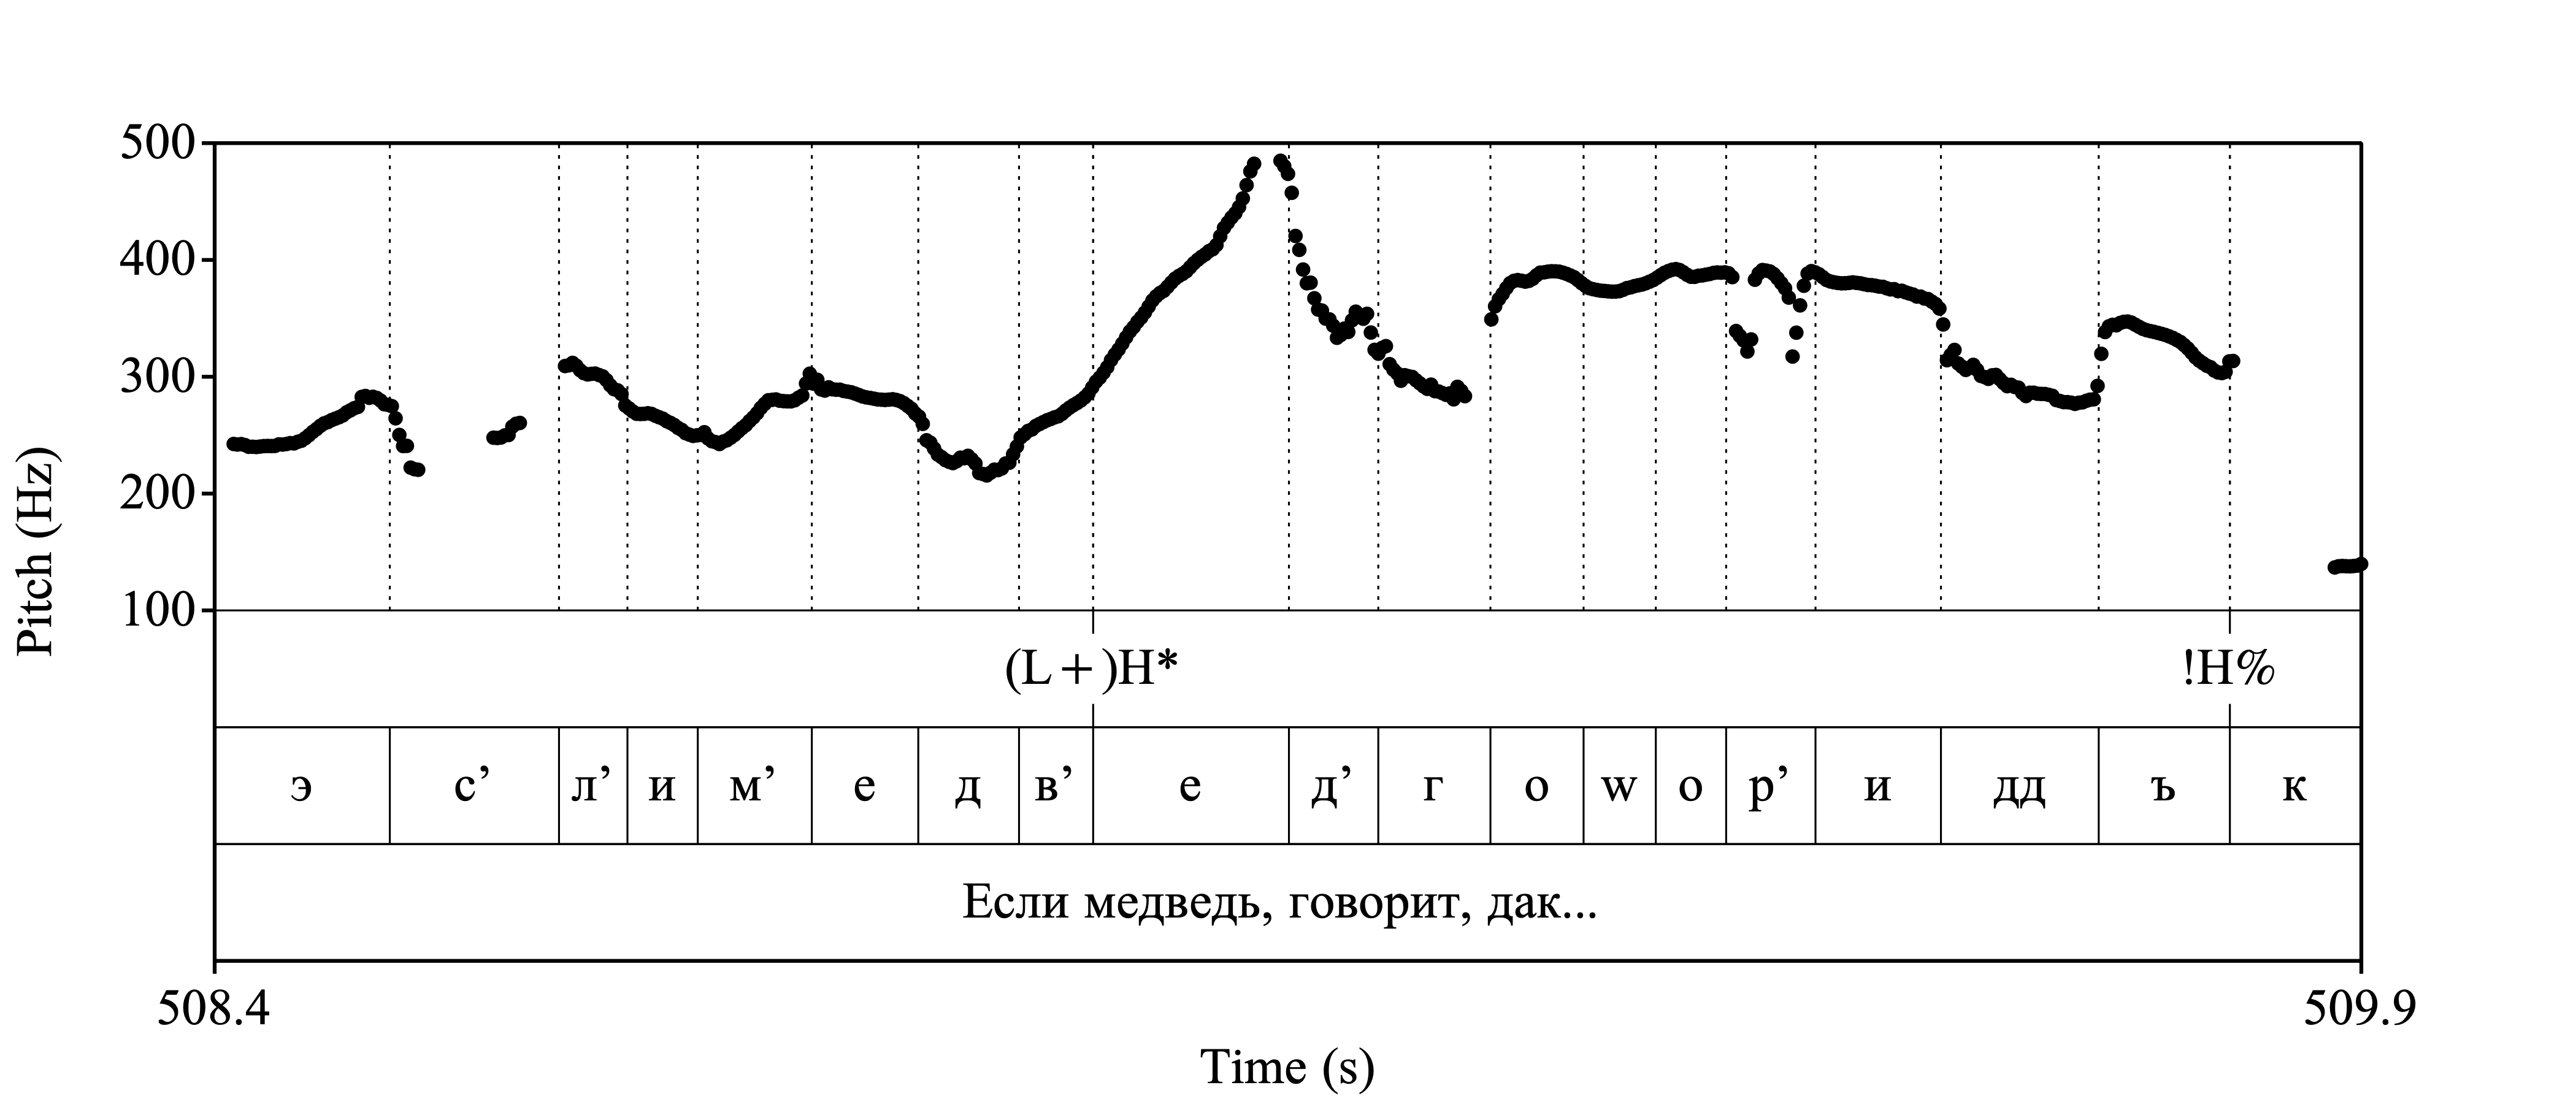 500
400
300
200
100
Pitch (Hz)
(L+)H* !H%
э с’ л’ и м’ е д в’ е д’ г о w о р’ и дд ъ к
Если медведь, говорит, дак...
508.4 509.9
Time (s)